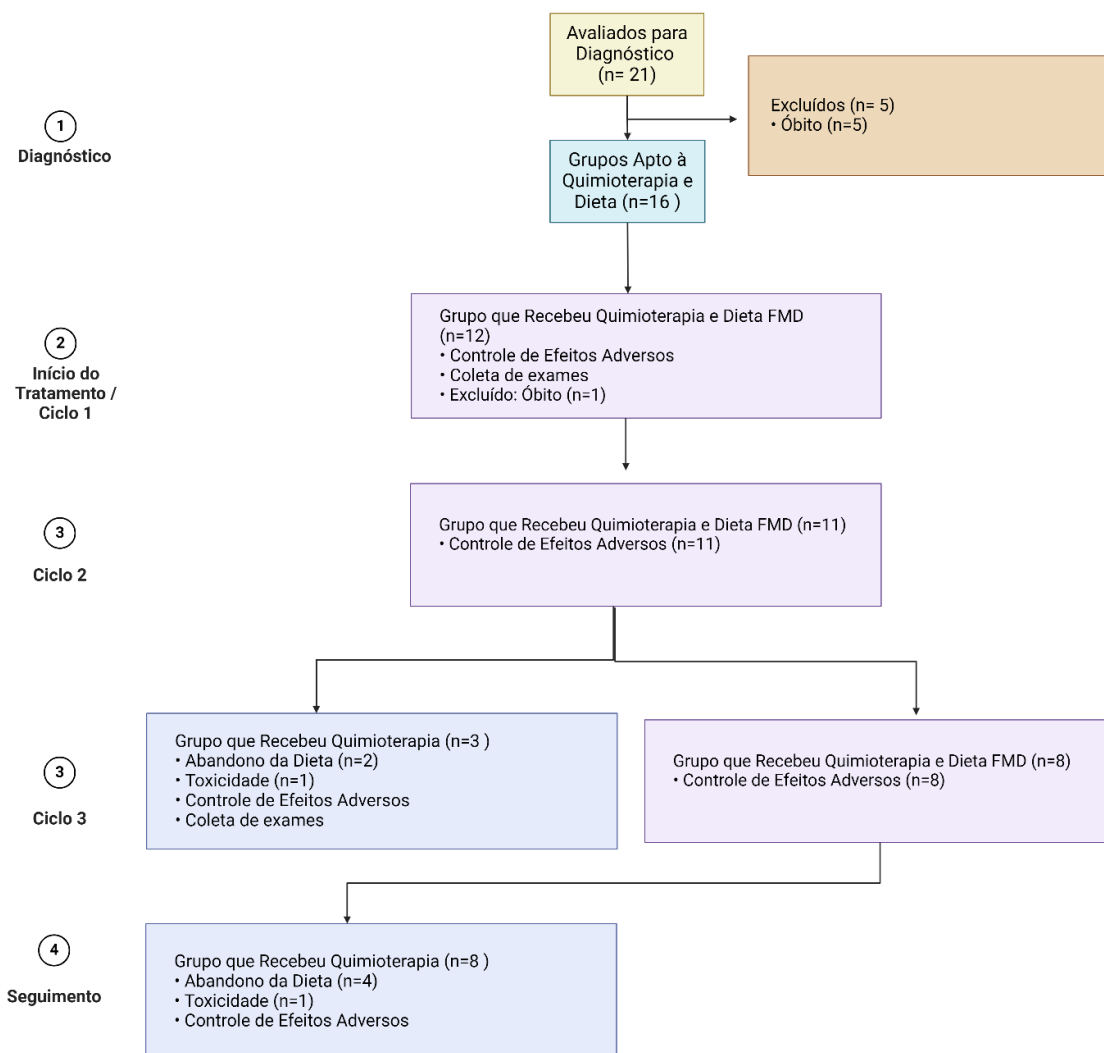 Avaliados para
Diagnóstico
(n= 21)
Excluídos (n= 5)
• Óbito (n=5)
1
Diagnóstico
Grupos Apto à
Quimioterapia e
Dieta (n=16 )
2
Início do
Tratamento /
Ciclo 1
Grupo que Recebeu Quimioterapia e Dieta FMD
(n=12)
• Controle de Efeitos Adversos
• Coleta de exames
• Excluído: Óbito (n=1)
3
Ciclo 2
Grupo que Recebeu Quimioterapia e Dieta FMD (n=11)
• Controle de Efeitos Adversos (n=11)
3
Ciclo 3
Grupo que Recebeu Quimioterapia (n=3 )
• Abandono da Dieta (n=2)
• Toxicidade (n=1)
• Controle de Efeitos Adversos
• Coleta de exames
Grupo que Recebeu Quimioterapia e Dieta FMD (n=8)
• Controle de Efeitos Adversos (n=8)
4
Seguimento
Grupo que Recebeu Quimioterapia (n=8 )
• Abandono da Dieta (n=4)
• Toxicidade (n=1)
• Controle de Efeitos Adversos